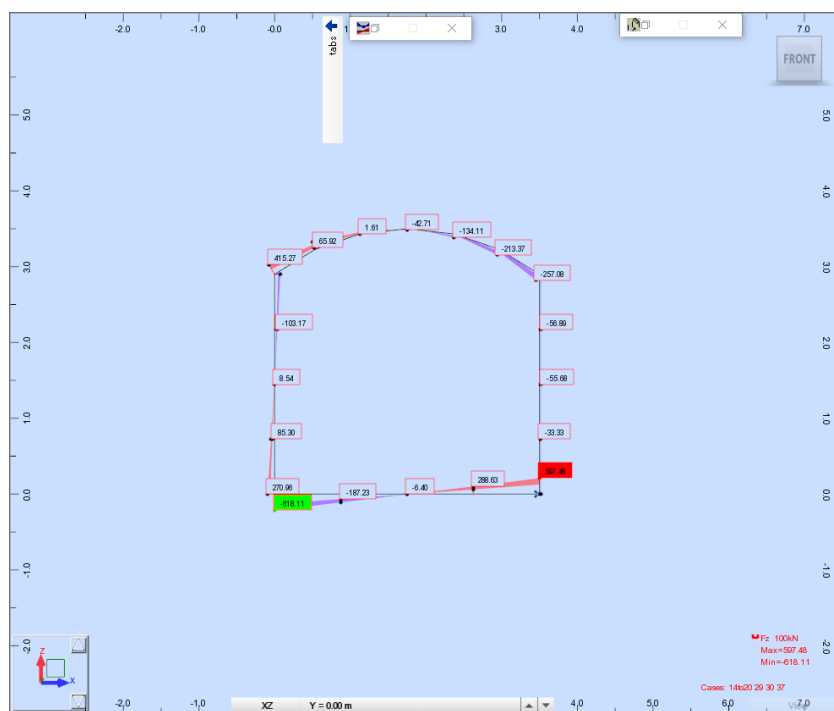 -2.0 -0.0 1 tabs 4.0 7.0
FRONT
5.0 5.0
4.0 4.0
-42.71
1.61 -134.11
65.92 -213.37
415.27
3.0 -257.08 3.0
-103.17 -56.89
2.0 2.0
8.54 -55.68
1.0 85.30 -33.33 1.0
597.48
270.96 288.63
-187.23 -6.40
0.0 0.0
-618.11
-1.0 -1.0
Fz 100kN
-2.0 Max=597.48 -2.0
Min=-618.11
Z
X
Cases: 14to20 29 30 37
-2.0 -1.0 XZ Y = 0.00 m 4.0 5.0 6.0 View 7.0